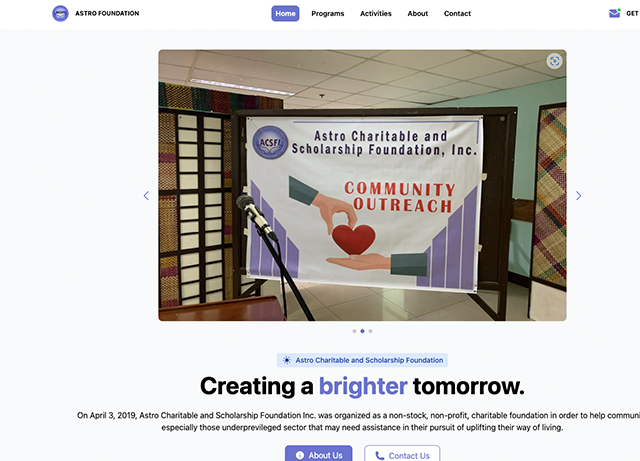 ASTRO FOUNDATION
Home Programs Activities About Contact
GET
ACSFI
Astro Charitable and
Scholarship Foundation, Inc.
COMMUNITY
OUTREACH
Astro Charitable and Scholarship Foundation
Creating a brighter tomorrow.
On April 3, 2019, Astro Charitable and Scholarship Foundation Inc. was organized as a non-stock, non-profit, charitable foundation in order to help communi
especially those underprevileged sector that may need assistance in their pursuit of uplifting their way of living.
About Us Contact Us